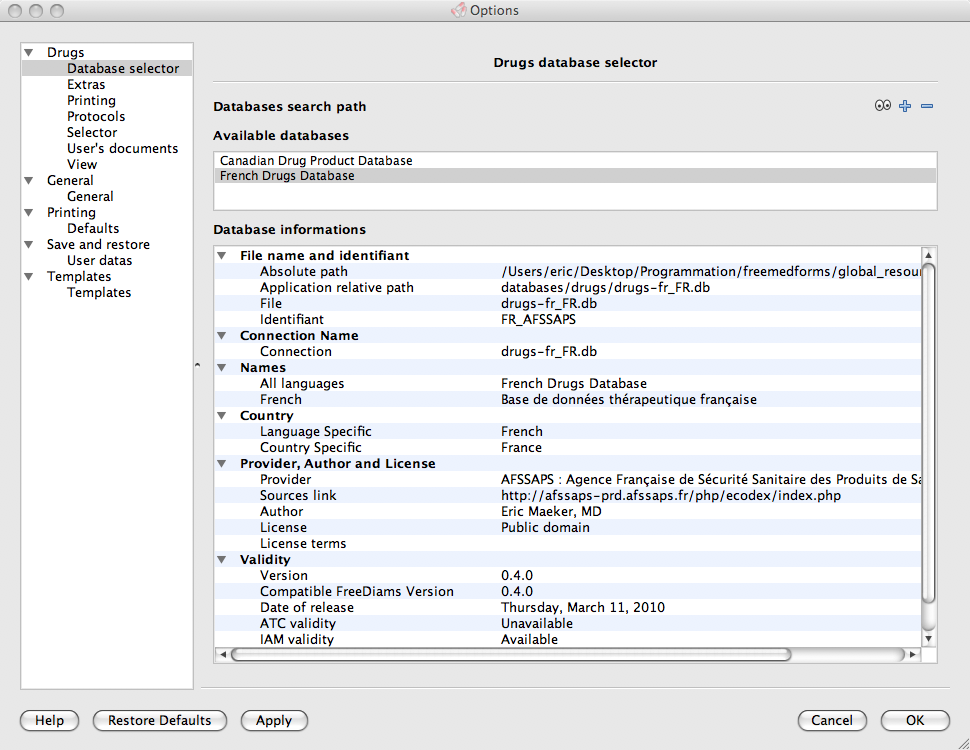 Options
Drugs
Database selector
Extras
Printing
Protocols
Selector
User's documents
View
General
General
Printing
Defaults
Save and restore
User datas
Templates
Templates
Drugs database selector
Databases search path
Available databases
Canadian Drug Product Database
French Drugs Database
Database informations
File name and identifiant
Absolute path /Users/eric/Desktop/Programmation/freemedforms/global_resou
Application relative path databases/drugs/drugs-fr_FR.db
File drugs-fr_FR.db
Identifiant FR_AFSSAPS
Connection Name
Connection drugs-fr_FR.db
Names
All languages French Drugs Database
French Base de données thérapeutique française
Country
Language Specific French
Country Specific France
Provider, Author and License
Provider AFSSAPS : Agence Française de Sécurité Sanitaire des Produits de Sa
Sources link http://afssaps-prd.afssaps.fr/php/ecodex/index.php
Author Eric Maeker, MD
License Public domain
License terms
Validity
Version 0.4.0
Compatible FreeDiams Version 0.4.0
Date of release Thursday, March 11, 2010
ATC validity Unavailable
IAM validity Available
Help Restore Defaults Apply Cancel OK